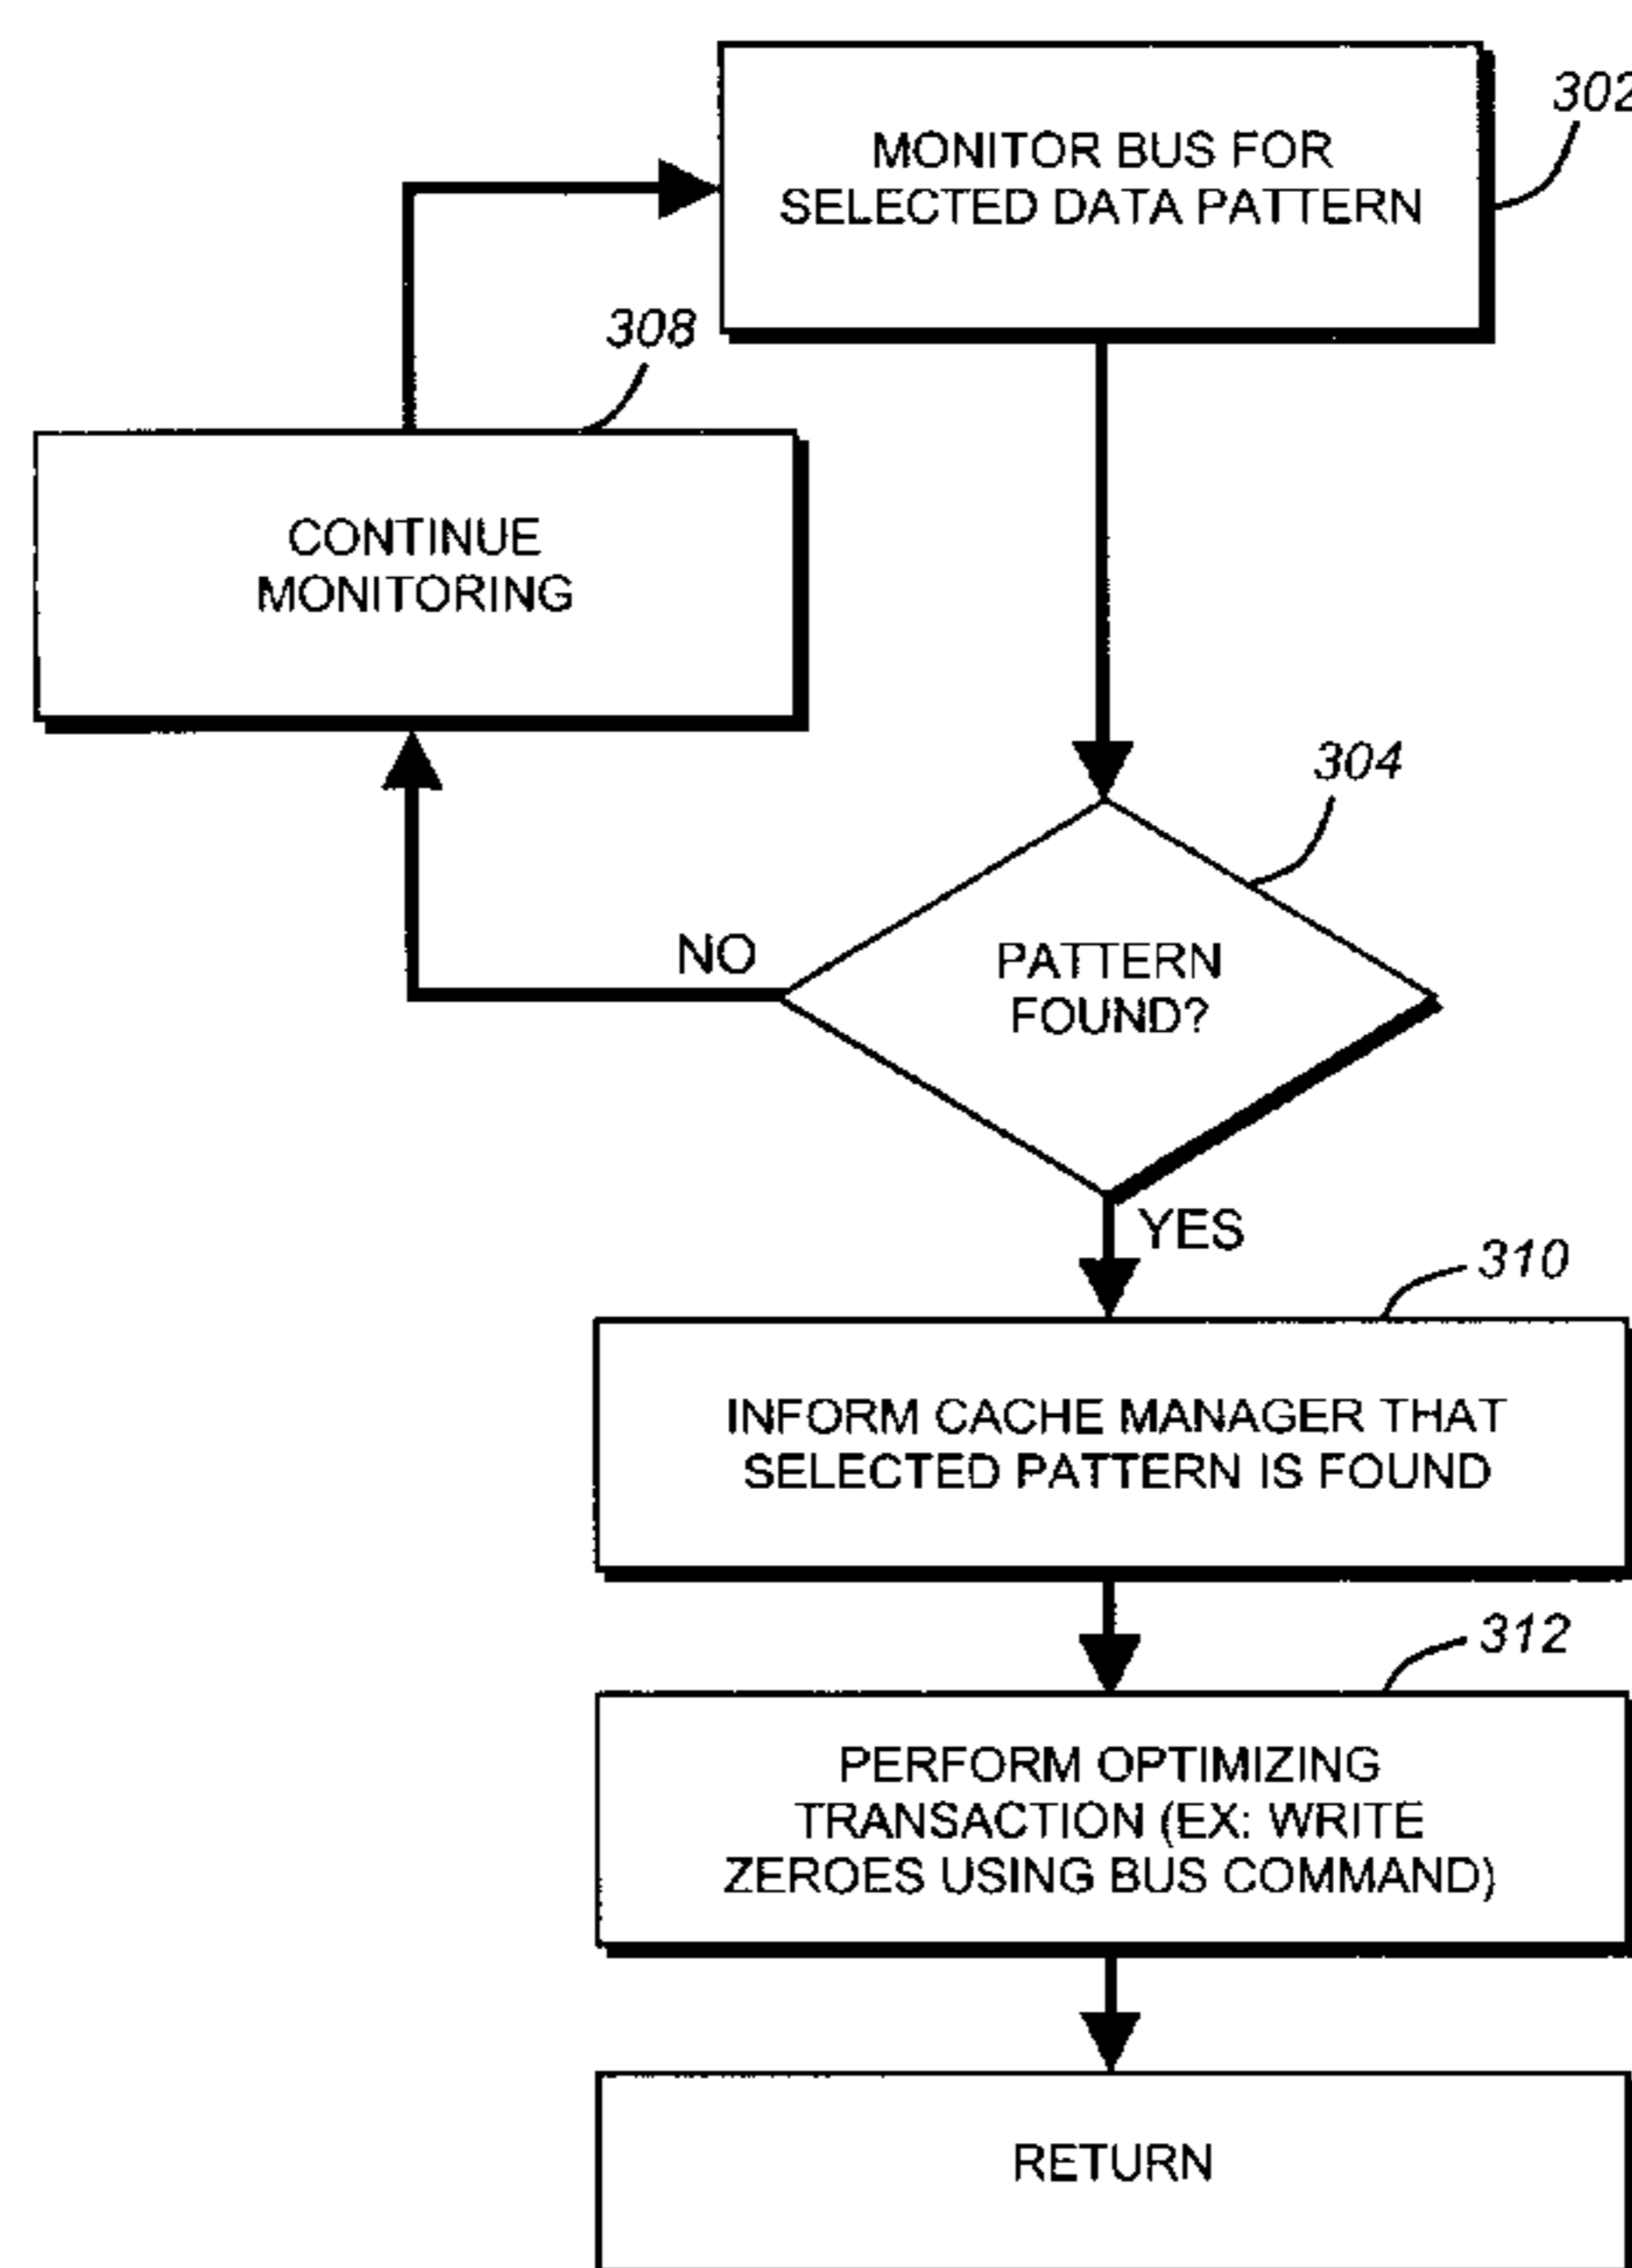 302
MONITOR BUS FOR
SELECTED DATA PATTERN
308
CONTINUE
MONITORING
304
NO
PATTERN
FOUND?
YES
310
INFORM CACHE MANAGER THAT
SELECTED PATTERN IS FOUND
312
PERFORM OPTIMIZING
TRANSACTION (EX: WRITE
ZEROES USING BUS COMMAND)
RETURN